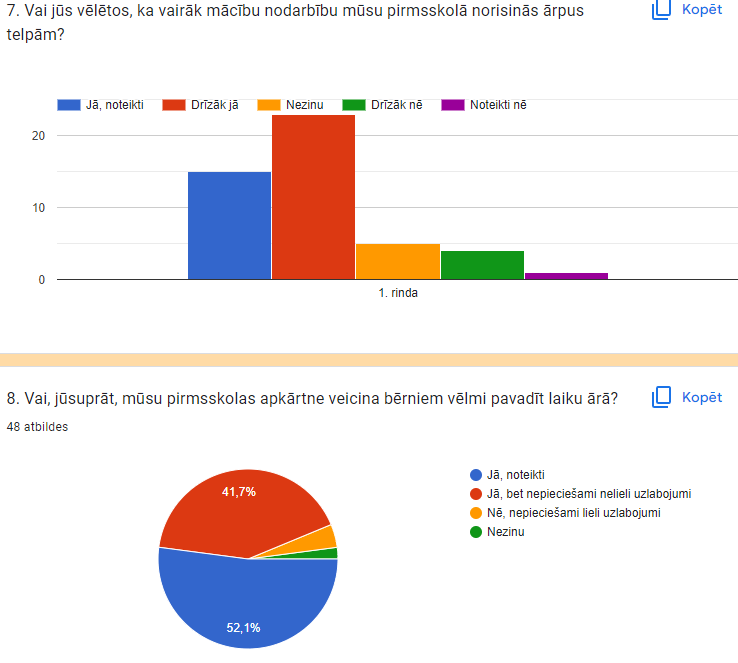 7. Vai jūs vēlētos, ka vairāk mācību nodarbību mūsu pirmsskolā norisinās ārpus
telpām?
Kopēt
Jā, noteikti
Drīzāk jā
Nezinu
Drīzāk nē
Noteikti nē
20
10
0
1. rinda
8. Vai, jūsuprāt, mūsu pirmsskolas apkārtne veicina bērniem vēlmi pavadīt laiku ārā?
Kopēt
48 atbildes
41,7%
52,1%
Jā, noteikti
Jā, bet nepieciešami nelieli uzlabojumi
Nē, nepieciešami lieli uzlabojumi
Nezinu